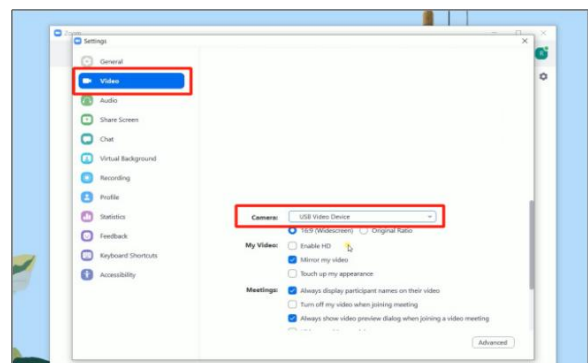 Settings
General
Video
Audio
Share Screen
Chat
Virtual Background
Recording
Profile
Statistics
Feedback
Keyboard Shortcuts
Accessibility
Camera: USB Video Device
16:9 (Widescreen) Original Ratio
My Video: Enable HD
Mirror my video
Touch up my appearance
Meetings: Always display participant names on their video
Turn off my video when joining meeting
Always show video preview dialog when joining a video meeting
Advanced